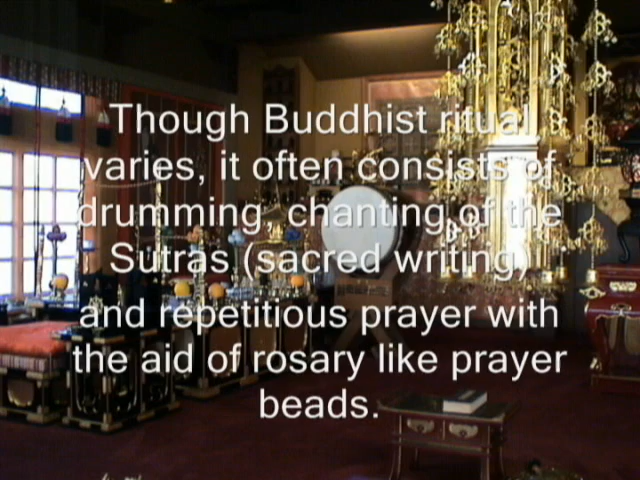 Though Buddhist ritual
varies, it often consists of
drumming, chanting of the
Sutras (sacred writing)
and repetitious prayer with
the aid of rosary like prayer
beads.